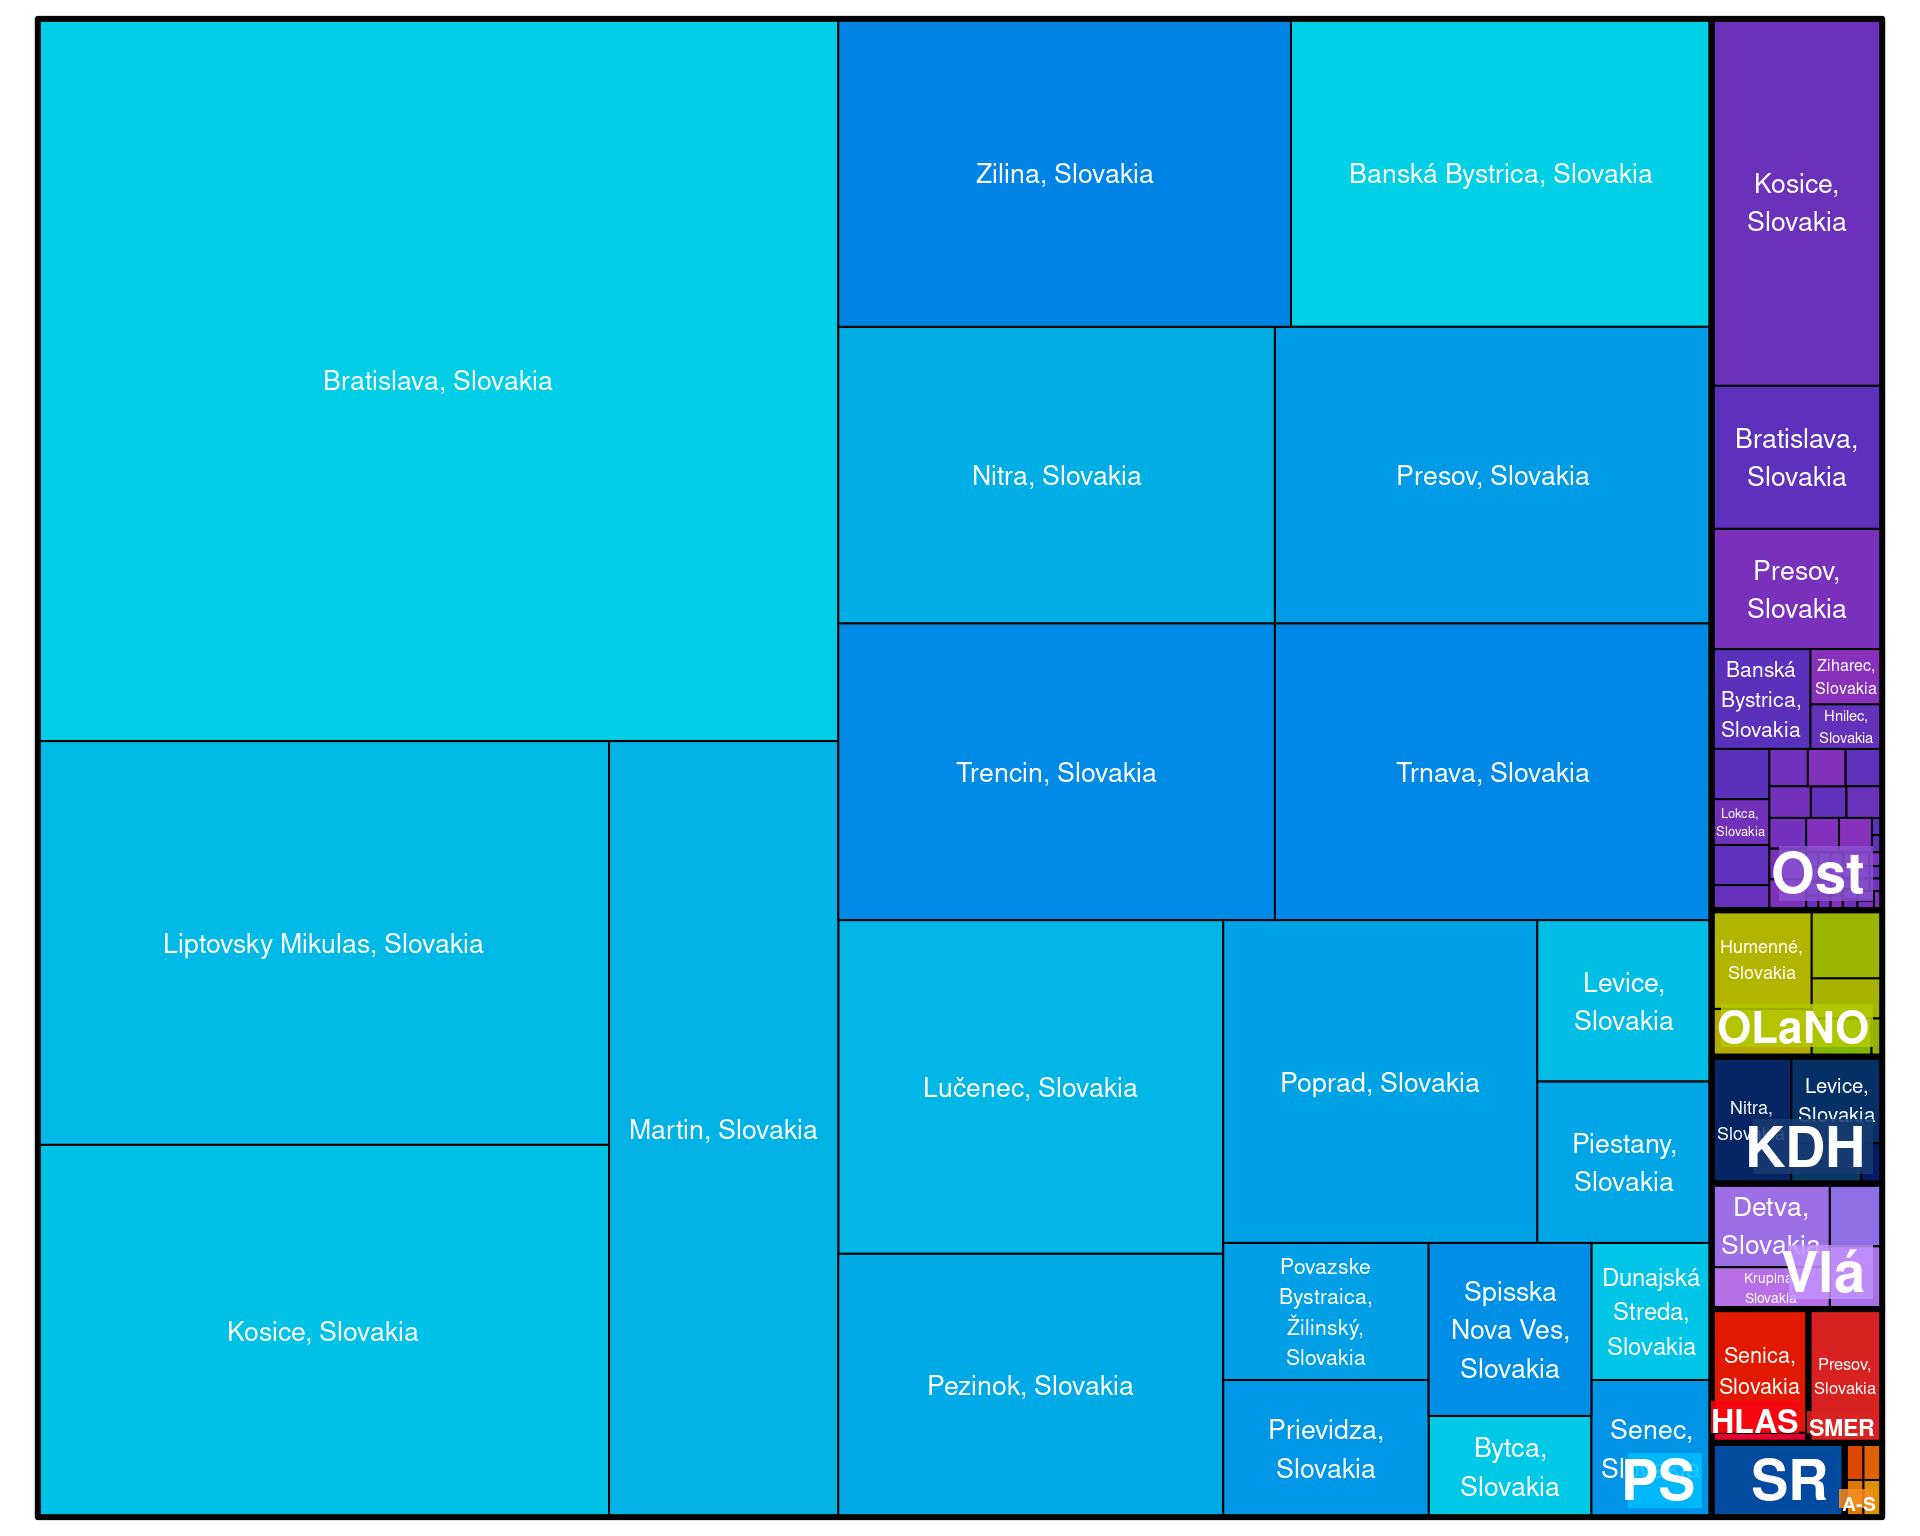 Bratislava, Slovakia
Zilina, Slovakia
Banská Bystrica, Slovakia
Nitra, Slovakia
Presov, Slovakia
Trencin, Slovakia
Trnava, Slovakia
Liptovsky Mikulas, Slovakia
Martin, Slovakia
Kosice, Slovakia
Lučenec, Slovakia
Pezinok, Slovakia
Poprad, Slovakia
Levice,
Slovakia
Piestany,
Slovakia
Povazske
Bystraica,
Žilinský,
Slovakia
Prievidza,
Slovakia
Spisska
Nova Ves,
Slovakia
Bytca,
Slovakia
Dunajská
Streda,
Slovakia
Senec,
Slovakia
PS
Kosice,
Slovakia
Bratislava,
Slovakia
Presov,
Slovakia
Banská
Bystrica,
Slovakia
Ziharec,
Slovakia
Hnilec,
Slovakia
Lokca,
Slovakia
Ost
Humenné,
Slovakia
OLaNO
Nitra,
Slovakia
Levice,
Slovakia
KDH
Detva,
Slovakia
Krupina,
Slovakia
Vlá
Senica,
Slovakia
HLAS
Presov,
Slovakia
SMER
SR
A-S